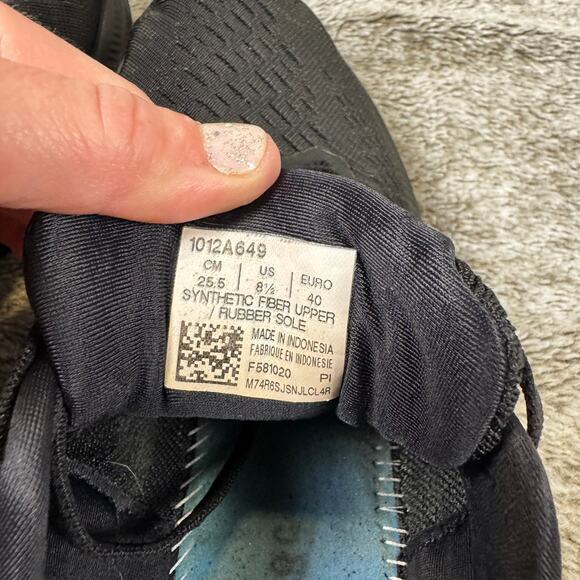 1012A649
CM US EURO
25.5 8½ 40
SYNTHETIC FIBER UPPER
/ RUBBER SOLE
MADE IN INDONESIA
FABRIQUE EN INDONESIE
F581020 PI
M74R6SJSNJLCL4R